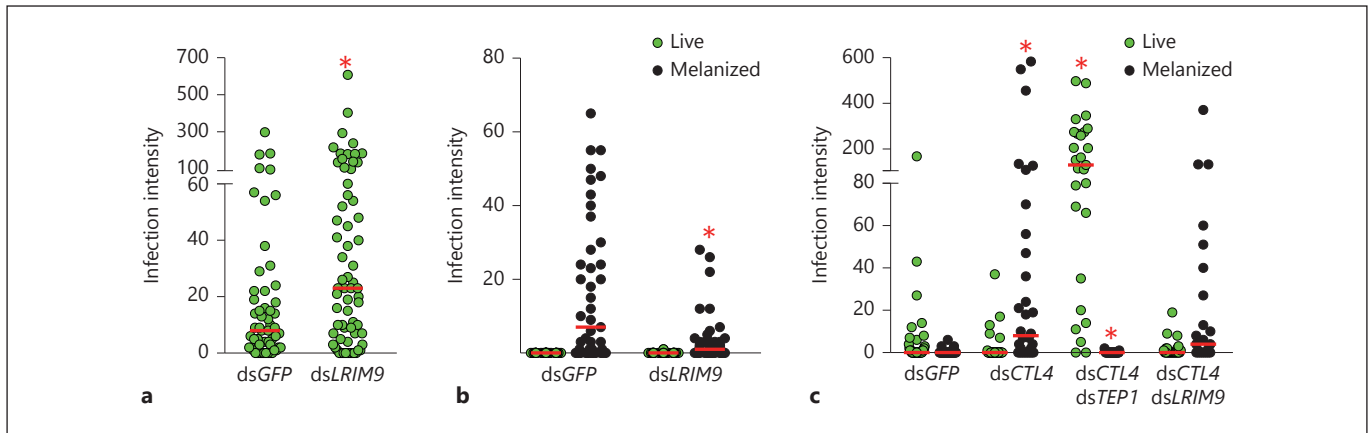 Infection intensity
700
500
300
100
60
40
20
0
*
dsGFP
dsLRIM9
a
Infection intensity
80
60
40
20
0
Live
Melanized
*
dsGFP
dsLRIM9
b
Infection intensity
600
400
200
80
60
40
20
0
Live
Melanized
*
*
*
dsGFP
dsCTL4
dsCTL4
dsTEP1
dsCTL4
dsLRIM9
c